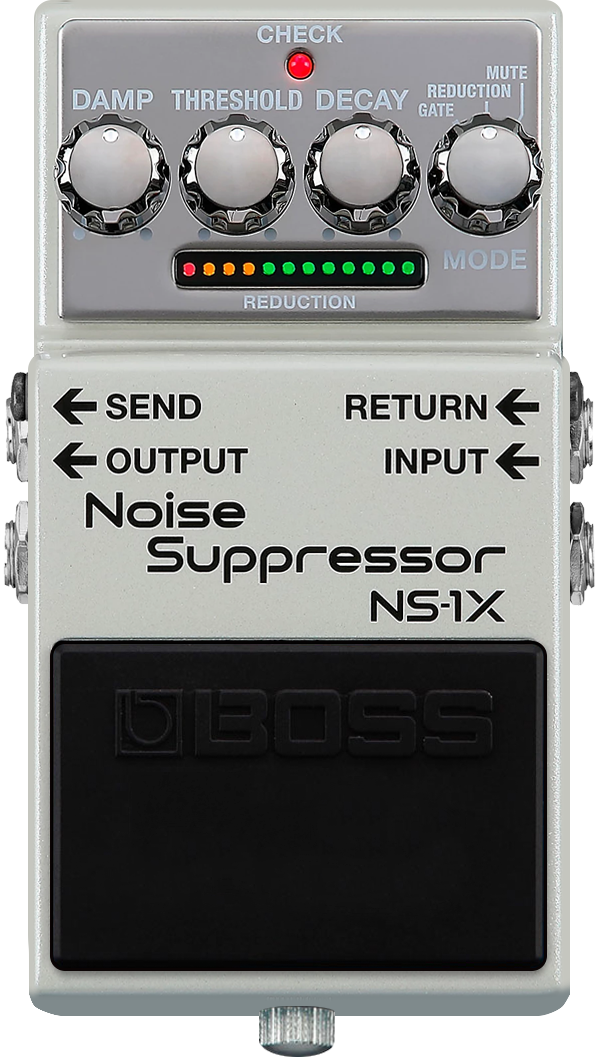 CHECK
MUTE
REDUCTION
DAMP THRESHOLD DECAY GATE
MODE
REDUCTION
SEND RETURN
OUTPUT INPUT
Noise
Suppressor
NS-1X
BOSS